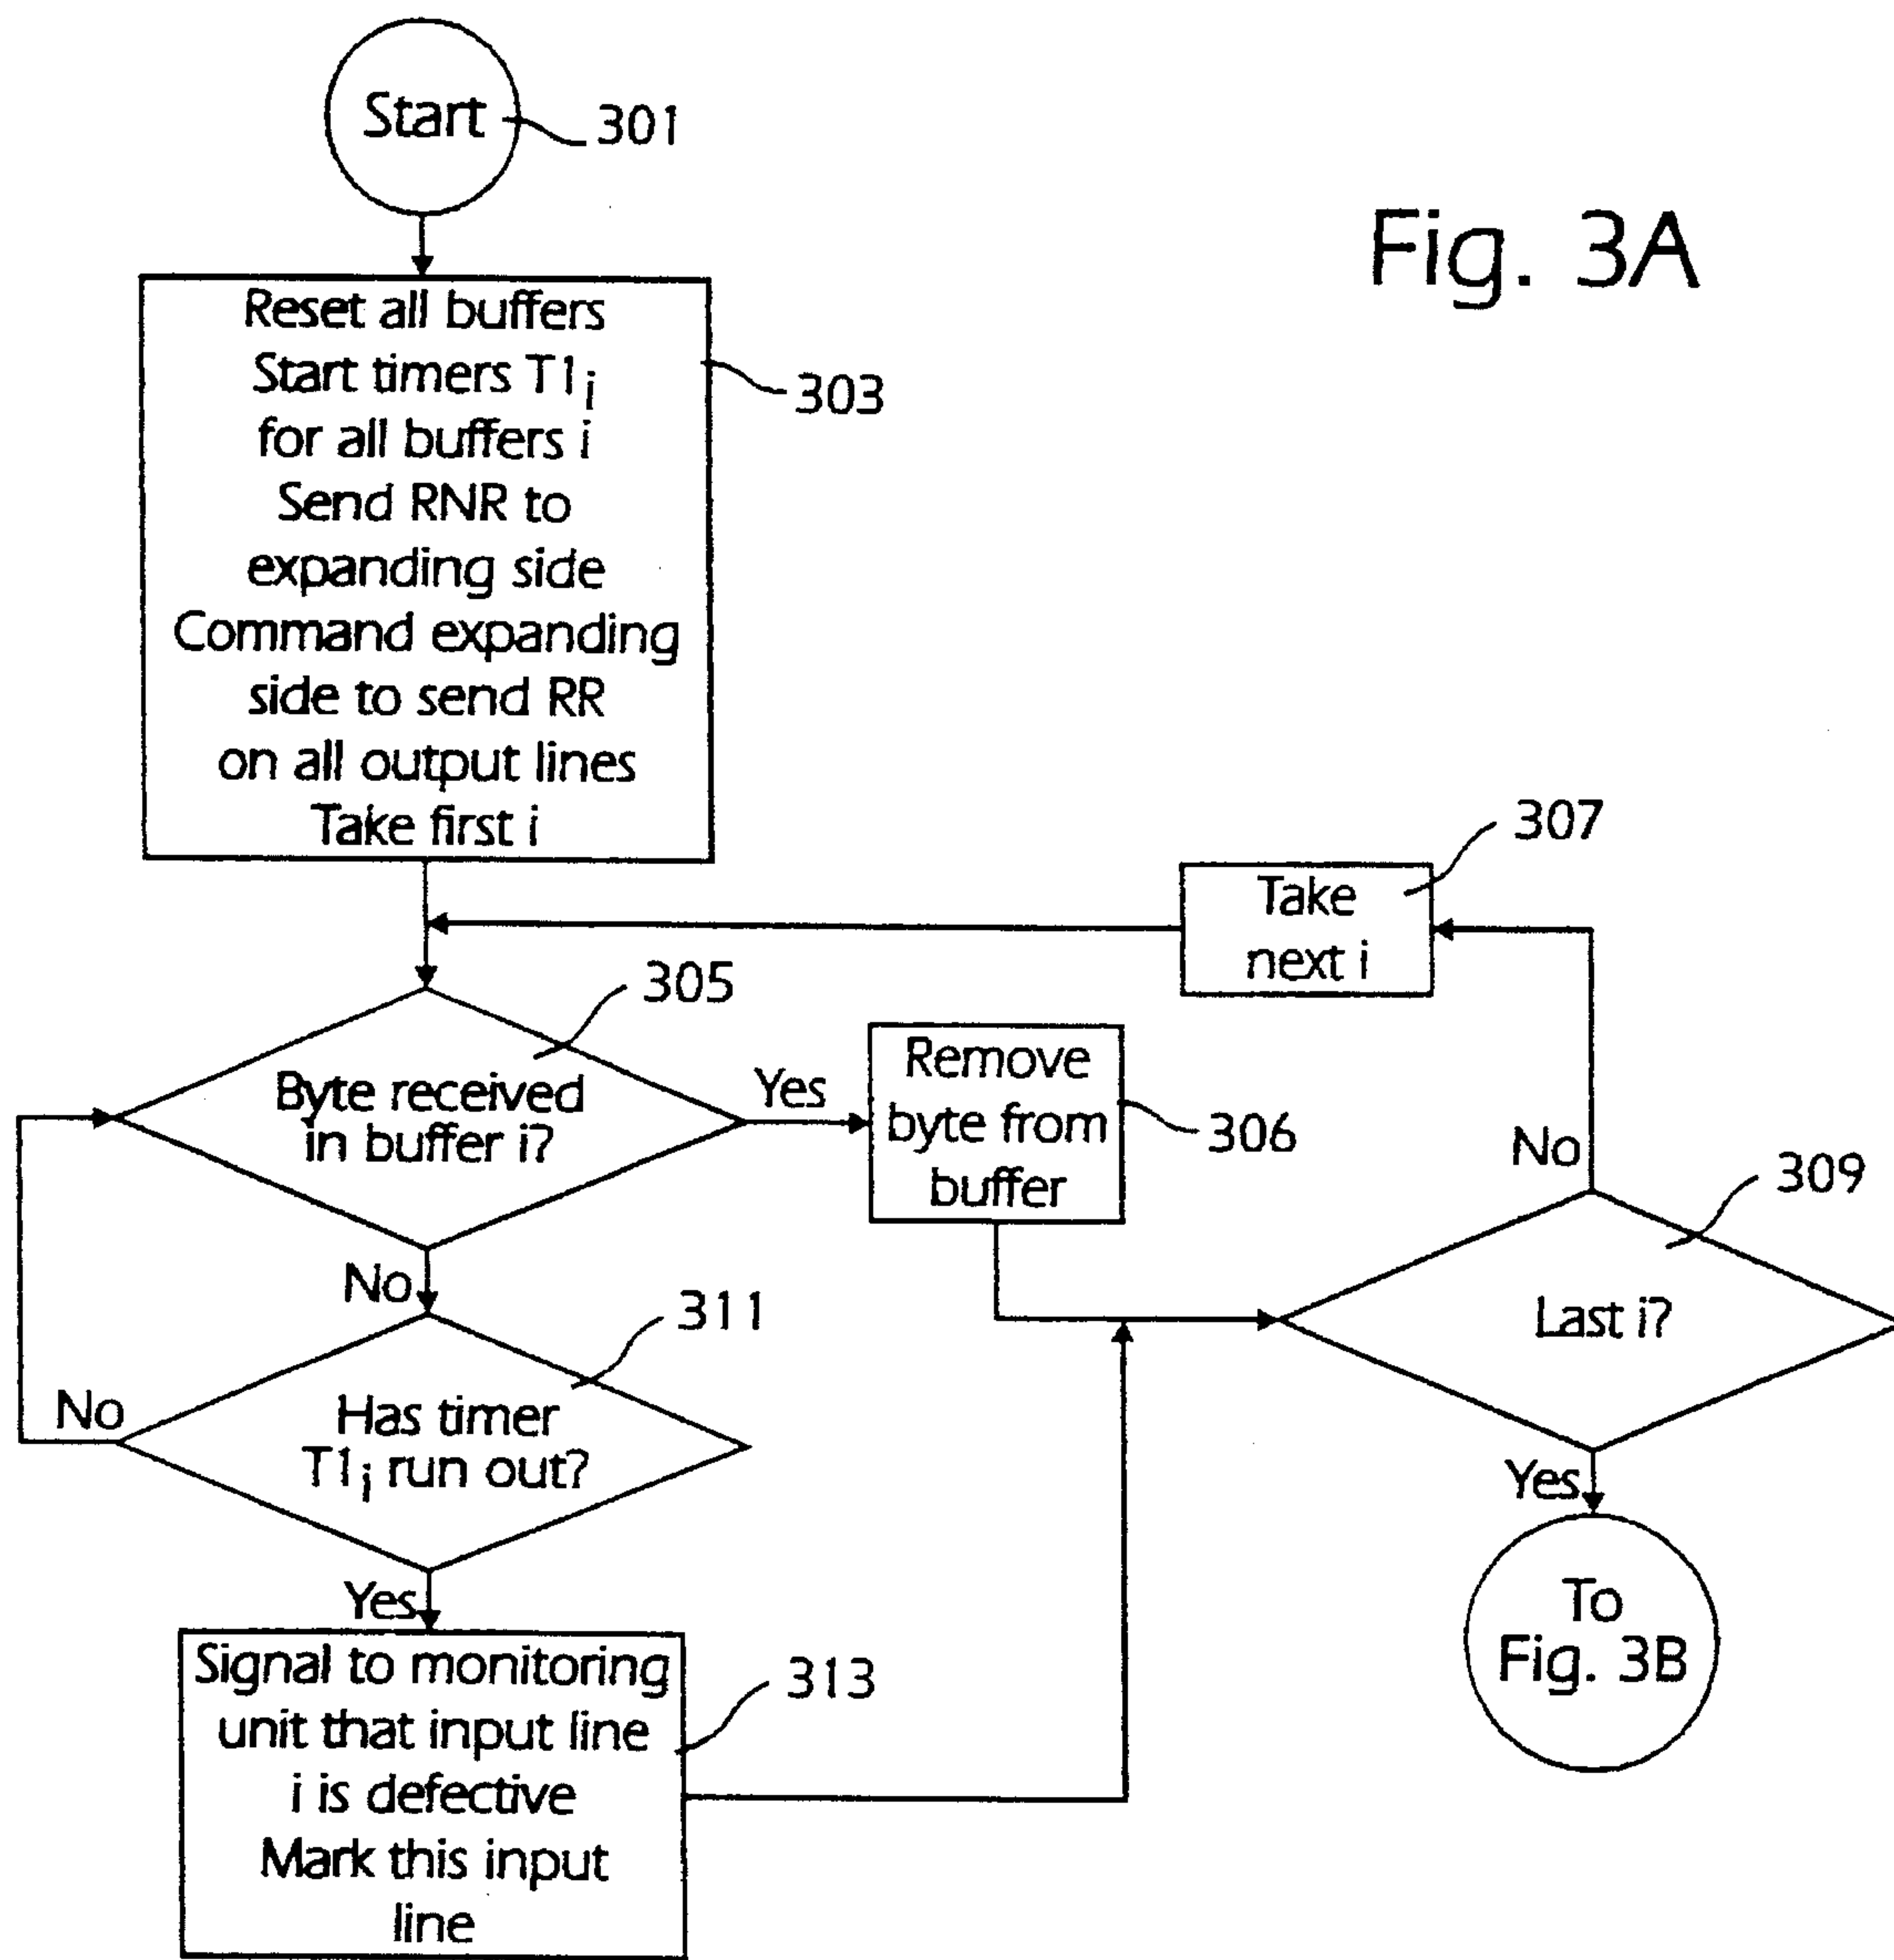 Start
301
Fig. 3A
Reset all buffers
Start timers T1i
for all buffers i
Send RNR to
expanding side
Command expanding
side to send RR
on all output lines
Take first i
303
307
Take
next i
305
Byte received
in buffer i?
Yes
Remove
byte from
buffer
306
No
309
Last i?
No
311
Has timer
T1i run out?
No
Yes
To
Fig. 3B
Yes
Signal to monitoring
unit that input line
i is defective
Mark this input
line
313